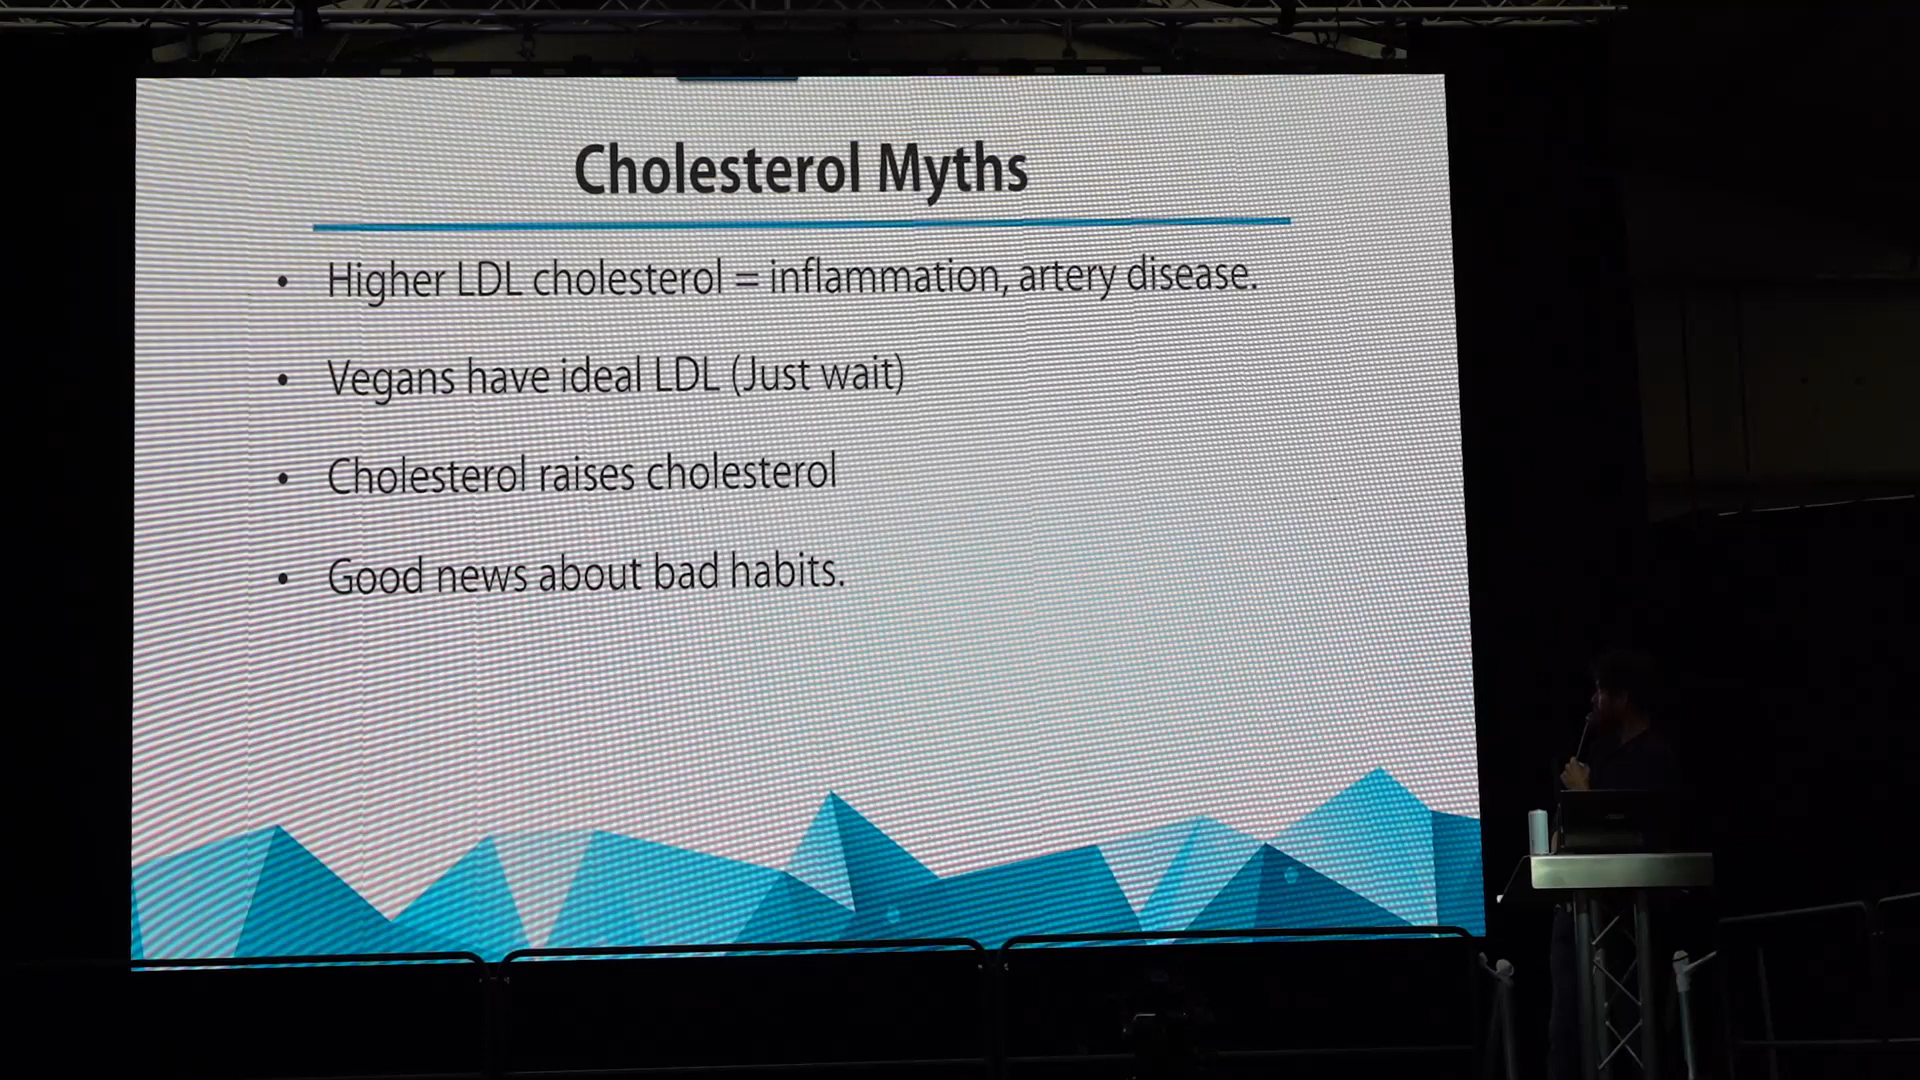 Cholesterol Myths
• Higher LDL cholesterol = inflammation, artery disease.
• Vegans have ideal LDL (Just wait)
• Cholesterol raises cholesterol
• Good news about bad habits.